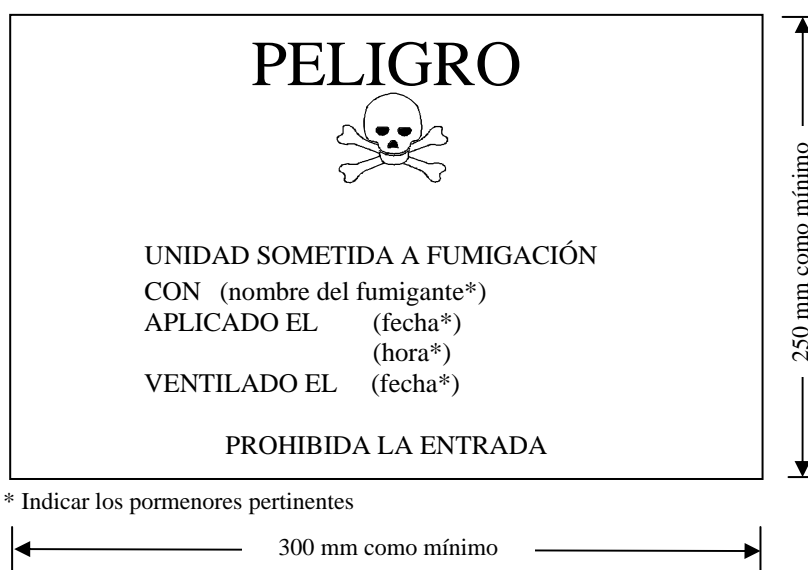 PELIGRO
UNIDAD SOMETIDA A FUMIGACIÓN
CON (nombre del fumigante*)
APLICADO EL (fecha*)
(hora*)
VENTILADO EL (fecha*)
PROHIBIDA LA ENTRADA
250 mm como mínimo
* Indicar los pormenores pertinentes
300 mm como mínimo